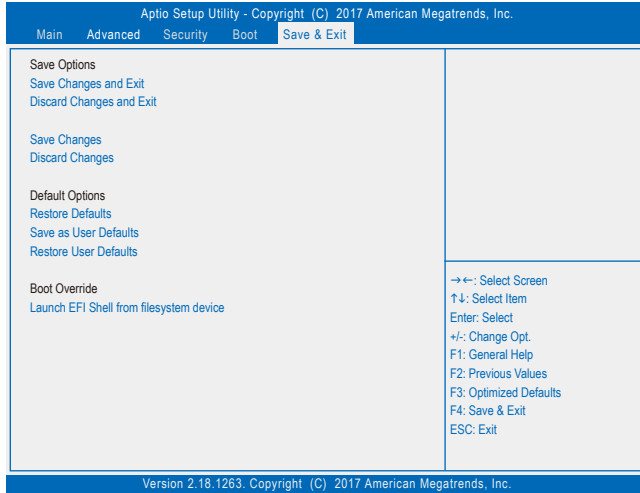 Aptio Setup Utility - Copyright (C) 2017 American Megatrends, Inc.
Main Advanced Security Boot Save & Exit
Save Options
Save Changes and Exit
Discard Changes and Exit
Save Changes
Discard Changes
Default Options
Restore Defaults
Save as User Defaults
Restore User Defaults
Boot Override
Launch EFI Shell from filesystem device
→←: Select Screen
↑↓: Select Item
Enter: Select
+/-: Change Opt.
F1: General Help
F2: Previous Values
F3: Optimized Defaults
F4: Save & Exit
ESC: Exit
Version 2.18.1263. Copyright (C) 2017 American Megatrends, Inc.